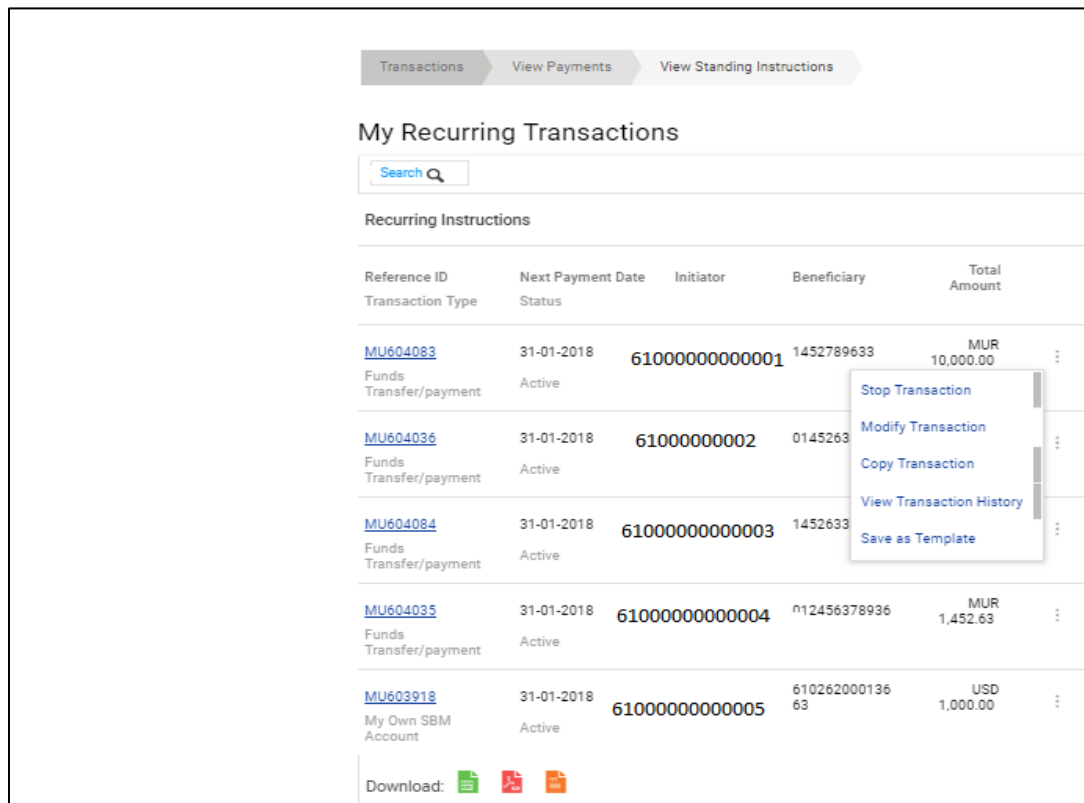 Transactions View Payments View Standing Instructions
My Recurring Transactions
Search
Recurring Instructions
Reference ID Next Payment Date Initiator Beneficiary Total
Amount
Transaction Type Status
MU604083 31-01-2018 61000000000001 1452789633 MUR
10,000.00
Funds
Transfer/payment
Active
Stop Transaction
Modify Transaction
Copy Transaction
View Transaction History
Save as Template
MU604036 31-01-2018 61000000002 0145263
Funds
Transfer/payment
Active
MU604084 31-01-2018 61000000000003 1452633
Funds
Transfer/payment
Active
MU604035 31-01-2018 61000000000004 012456378936 MUR
1,452.63
Funds
Transfer/payment
Active
MU603918 31-01-2018 61000000000005 610262000136
63
USD
1,000.00
My Own SBM
Account
Active
Download: